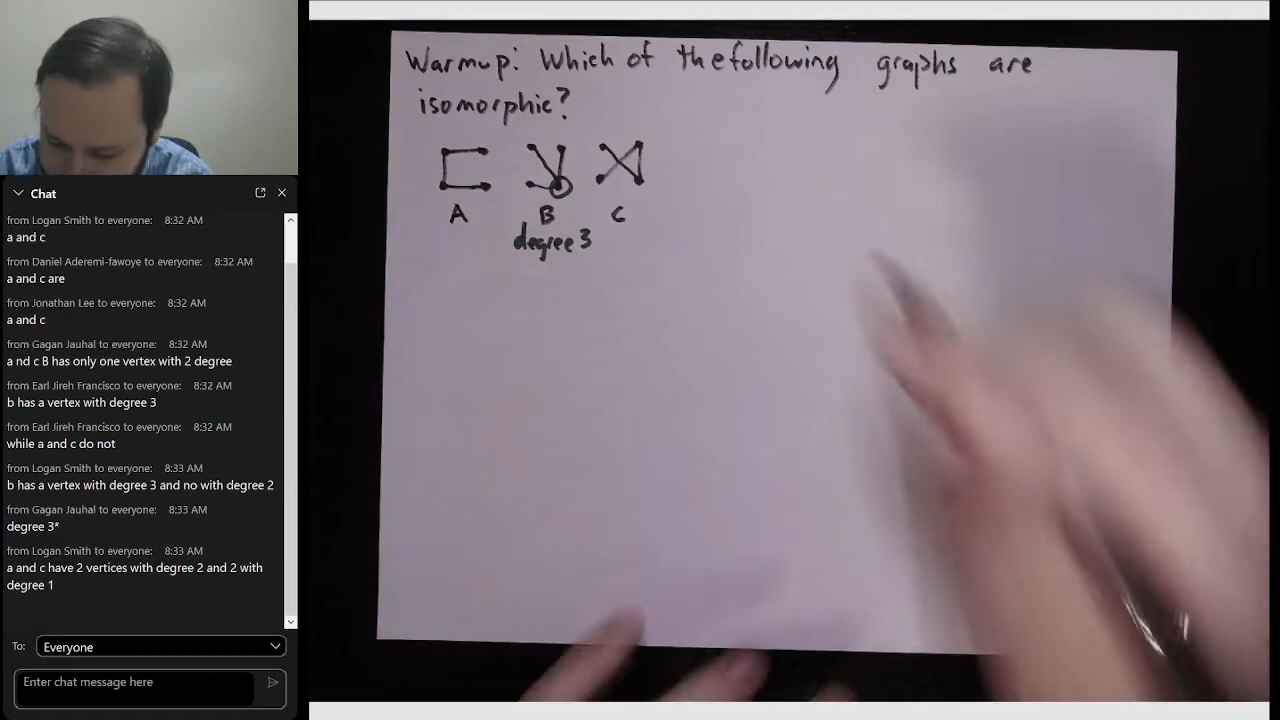 Chat
from Logan Smith to everyone: 8:32 AM
a and c
from Daniel Aderemi-fawoye to everyone: 8:32 AM
a and c are
from Jonathan Lee to everyone: 8:32 AM
a and c
from Gagan Jauhal to everyone: 8:32 AM
a nd c B has only one vertex with 2 degree
from Earl Jireh Francisco to everyone: 8:32 AM
b has a vertex with degree 3
from Earl Jireh Francisco to everyone: 8:32 AM
while a and c do not
from Logan Smith to everyone: 8:33 AM
b has a vertex with degree 3 and no with degree 2
from Gagan Jauhal to everyone: 8:33 AM
degree 3*
from Logan Smith to everyone: 8:33 AM
a and c have 2 vertices with degree 2 and 2 with
degree 1
To: Everyone
Enter chat message here
Warmup: Which of the following graphs are
isomorphic?
A B C
degree 3